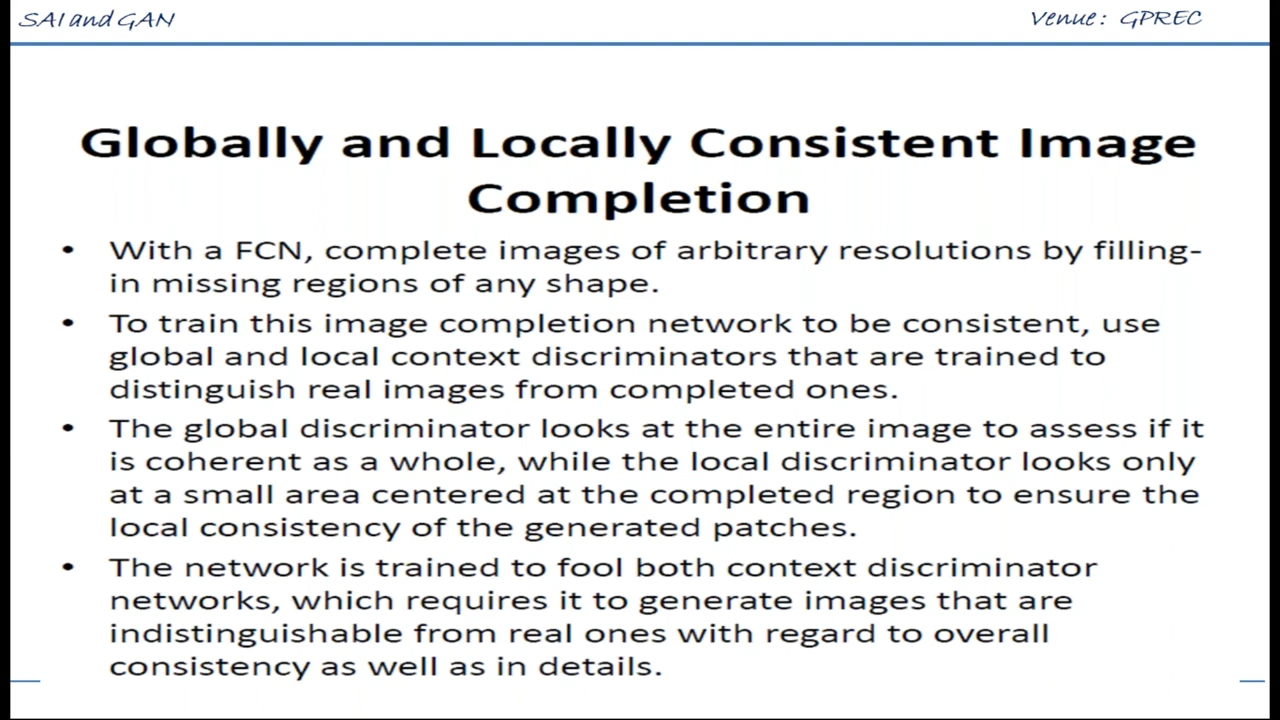 SAI and GAN
Venue: GPREC
Globally and Locally Consistent Image
Completion
• With a FCN, complete images of arbitrary resolutions by filling-
in missing regions of any shape.
• To train this image completion network to be consistent, use
global and local context discriminators that are trained to
distinguish real images from completed ones.
• The global discriminator looks at the entire image to assess if it
is coherent as a whole, while the local discriminator looks only
at a small area centered at the completed region to ensure the
local consistency of the generated patches.
• The network is trained to fool both context discriminator
networks, which requires it to generate images that are
indistinguishable from real ones with regard to overall
consistency as well as in details.